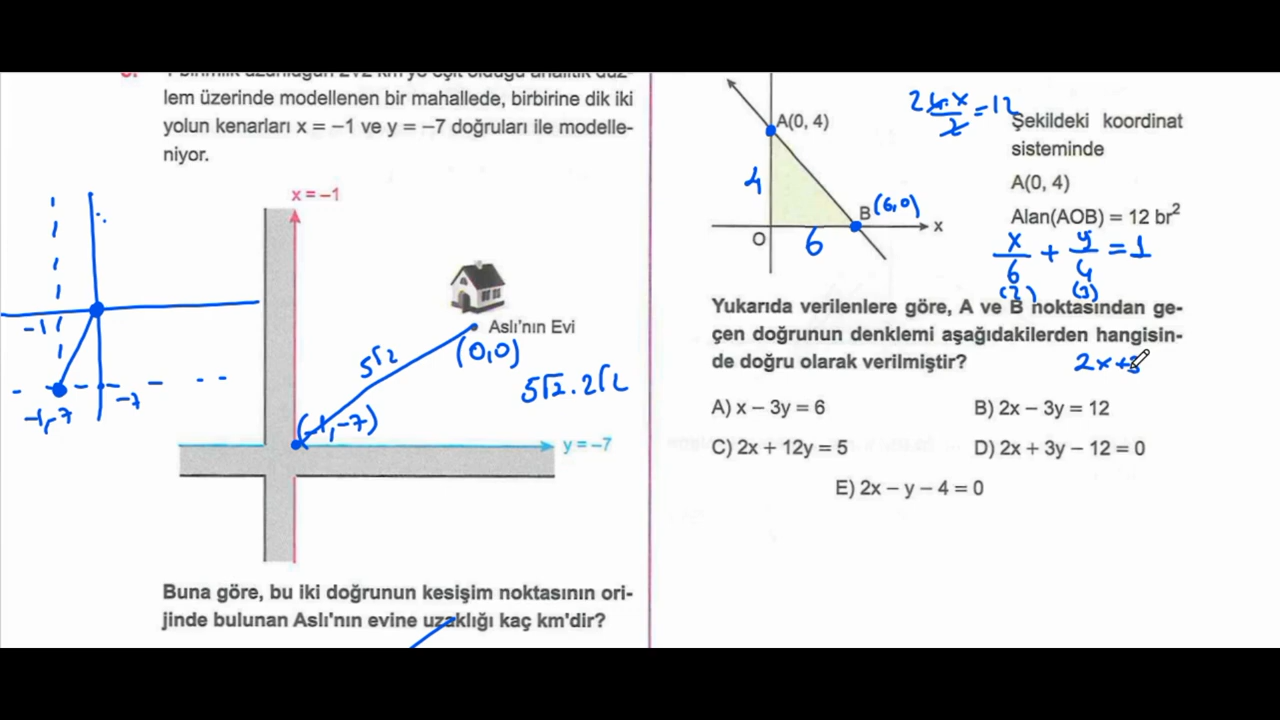 lem üzerinde modellenen bir mahallede, birbirine dik iki
yolun kenarları x = –1 ve y = –7 doğruları ile modelle-
niyor.
x = –1
Aslı'nın Evi
(0,0)
5√2
5√2 . 2√2
(-1,-7)
y = –7
-1
-7
-1,-7
Buna göre, bu iki doğrunun kesişim noktasının ori-
jinde bulunan Aslı'nın evine uzaklığı kaç km'dir?
A(0, 4)
4
B (6,0)
x
O
6
= 12
Şekildeki koordinat
sisteminde
A(0, 4)
Alan(AOB) = 12 br²
x/6 + y/4 = 1
(2) (3)
Yukarıda verilenlere göre, A ve B noktasından ge-
çen doğrunun denklemi aşağıdakilerden hangisin-
de doğru olarak verilmiştir?
2x+3
A) x – 3y = 6
B) 2x – 3y = 12
C) 2x + 12y = 5
D) 2x + 3y – 12 = 0
E) 2x – y – 4 = 0